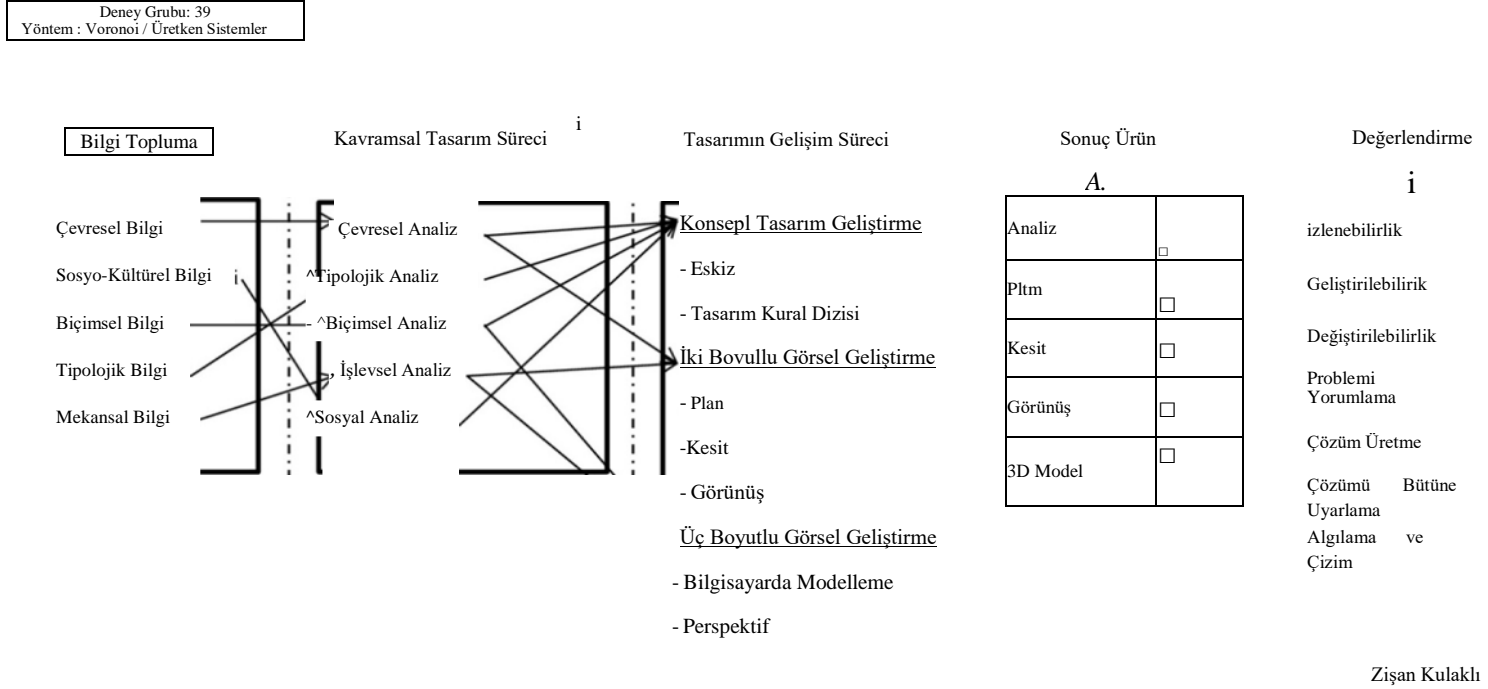 Deney Grubu: 39
Yöntem : Voronoi / Üretken Sistemler
Bilgi Topluma
Kavramsal Tasarım Süreci
i
Tasarımın Gelişim Süreci
Sonuç Ürün
Değerlendirme
Çevresel Bilgi
Sosyo-Kültürel Bilgi i
Biçimsel Bilgi
Tipolojik Bilgi
Mekansal Bilgi
Çevresel Analiz
^Tipolojik Analiz
- ^Biçimsel Analiz
, İşlevsel Analiz
^Sosyal Analiz
Konsepl Tasarım Geliştirme
- Eskiz
- Tasarım Kural Dizisi
İki Bovullu Görsel Geliştirme
- Plan
-Kesit
- Görünüş
Üç Boyutlu Görsel Geliştirme
- Bilgisayarda Modelleme
- Perspektif
A.
Analiz □
Pltm □
Kesit □
Görünüş □
3D Model □
i
izlenebilirlik
Geliştirilebilirik
Değiştirilebilirlik
Problemi
Yorumlama
Çözüm Üretme
Çözümü Bütüne
Uyarlama
Algılama ve
Çizim
Zişan Kulaklı